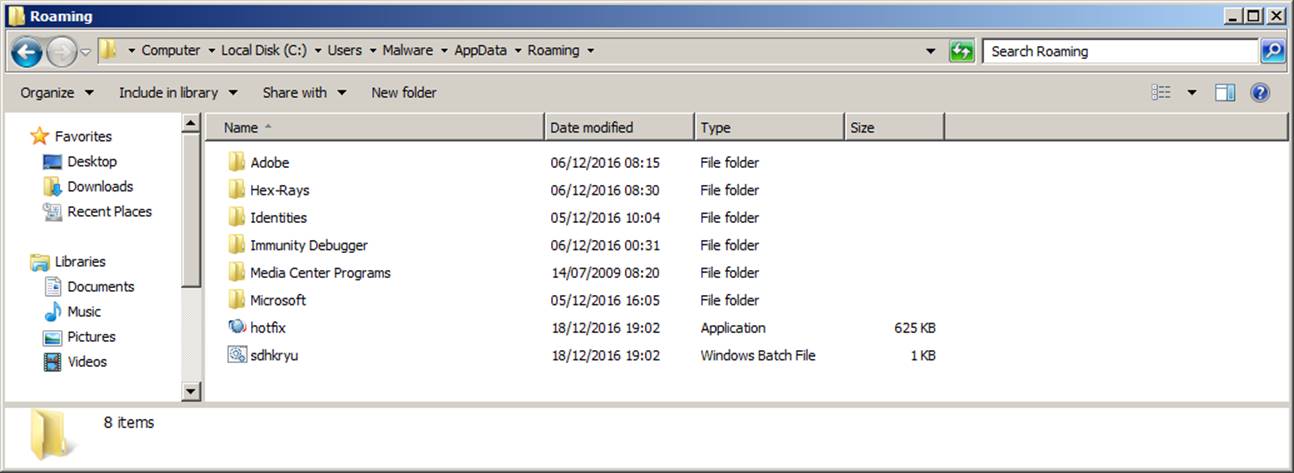 Roaming
Computer Local Disk (C:) Users Malware AppData Roaming Search Roaming
Organize Include in library Share with New folder
Favorites
Desktop
Downloads
Recent Places
Libraries
Documents
Music
Pictures
Videos
Name Date modified Type Size
Adobe 06/12/2016 08:15 File folder
Hex-Rays 06/12/2016 08:30 File folder
Identities 05/12/2016 10:04 File folder
Immunity Debugger 06/12/2016 00:31 File folder
Media Center Programs 14/07/2009 08:20 File folder
Microsoft 05/12/2016 16:05 File folder
hotfix 18/12/2016 19:02 Application 625 KB
sdhkryu 18/12/2016 19:02 Windows Batch File 1 KB
8 items